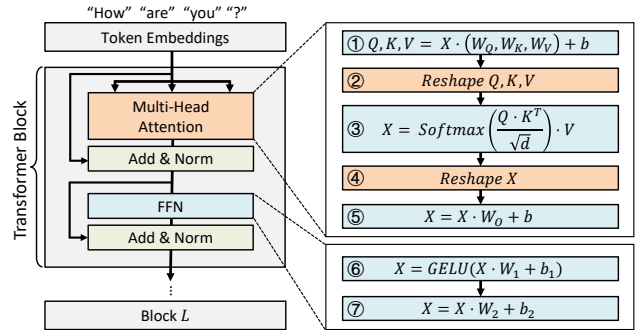 “How” “are” “you” “?”
Token Embeddings
Transformer Block
Multi-Head
Attention
Add & Norm
FFN
Add & Norm
...
Block L
① Q, K, V = X · (W_Q, W_K, W_V) + b
② Reshape Q, K, V
③ X = Softmax(Q · K^T / √d) · V
④ Reshape X
⑤ X = X · W_O + b
⑥ X = GELU(X · W_1 + b_1)
⑦ X = X · W_2 + b_2